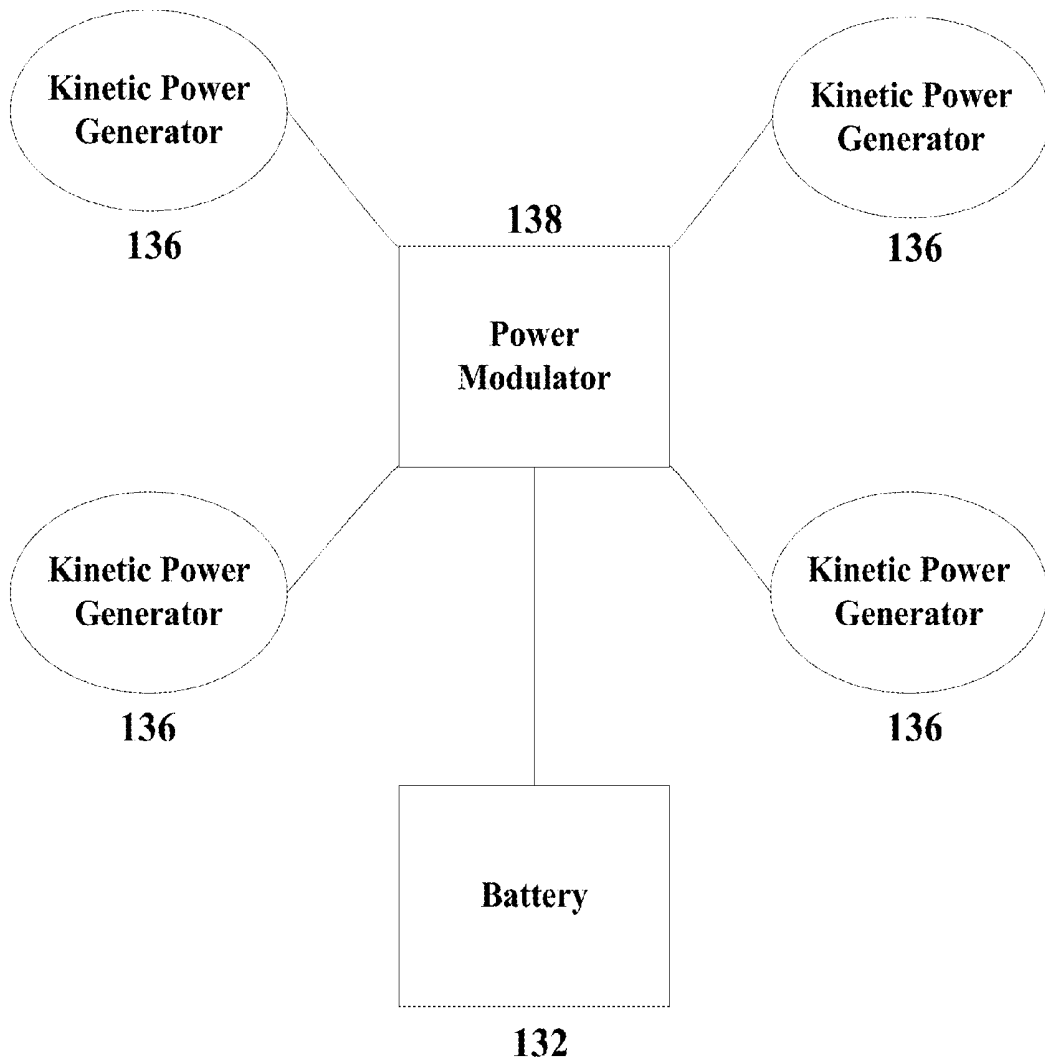 Kinetic Power
Generator
136
Kinetic Power
Generator
136
138
Power
Modulator
Kinetic Power
Generator
136
Kinetic Power
Generator
136
Battery
132